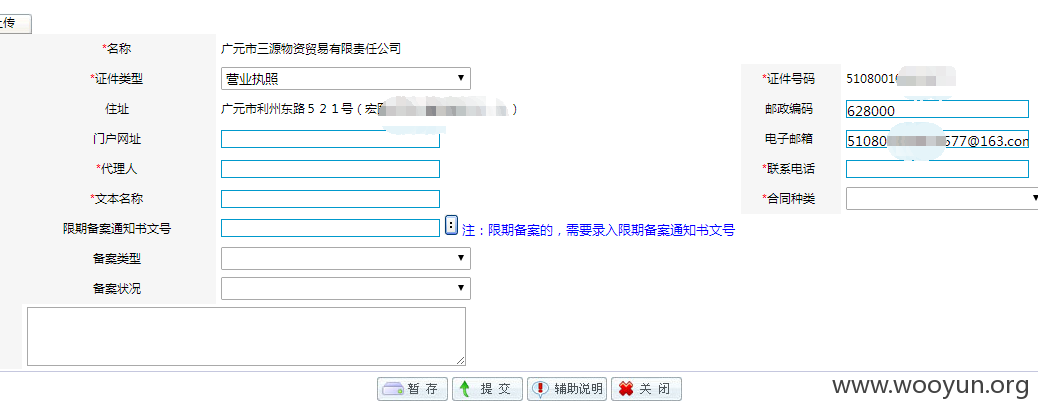 传
*名称 广元市三源物资贸易有限责任公司
*证件类型 营业执照 *证件号码 5108001
住址 广元市利州东路５２１号（宏 ） 邮政编码 628000
门户网址 电子邮箱 51080 577@163.com
*代理人 *联系电话
*文本名称 *合同种类
限期备案通知书文号 : 注：限期备案的，需要录入限期备案通知书文号
备案类型
备案状况
暂 存 提 交 辅助说明 关 闭
www.wooyun.org